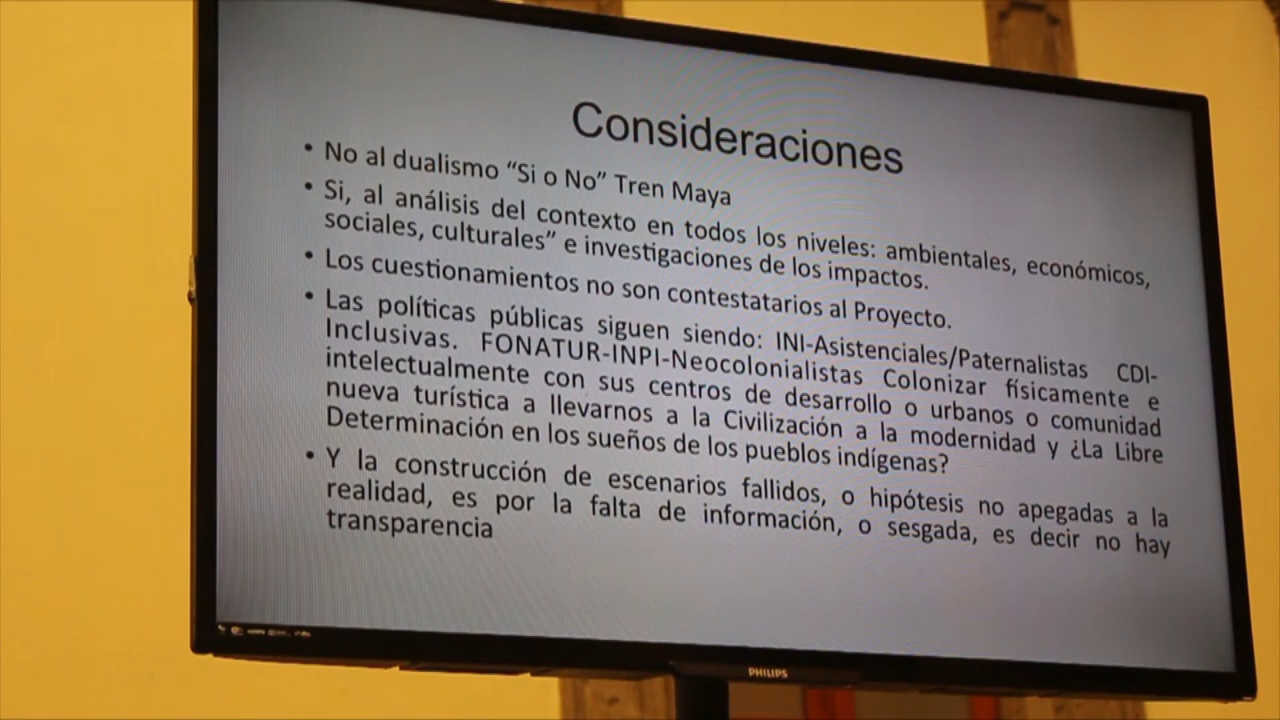 Consideraciones
• No al dualismo “Si o No” Tren Maya
• Si, al análisis del contexto en todos los niveles: ambientales, económicos,
sociales, culturales” e investigaciones de los impactos.
• Los cuestionamientos no son contestatarios al Proyecto.
• Las políticas públicas siguen siendo: INI-Asistenciales/Paternalistas CDI-
Inclusivas. FONATUR-INPI-Neocolonialistas Colonizar físicamente e
intelectualmente con sus centros de desarrollo o urbanos o comunidad
nueva turística a llevarnos a la Civilización a la modernidad y ¿La Libre
Determinación en los sueños de los pueblos indígenas?
• Y la construcción de escenarios fallidos, o hipótesis no apegadas a la
realidad, es por la falta de información, o sesgada, es decir no hay
transparencia
PHILIPS